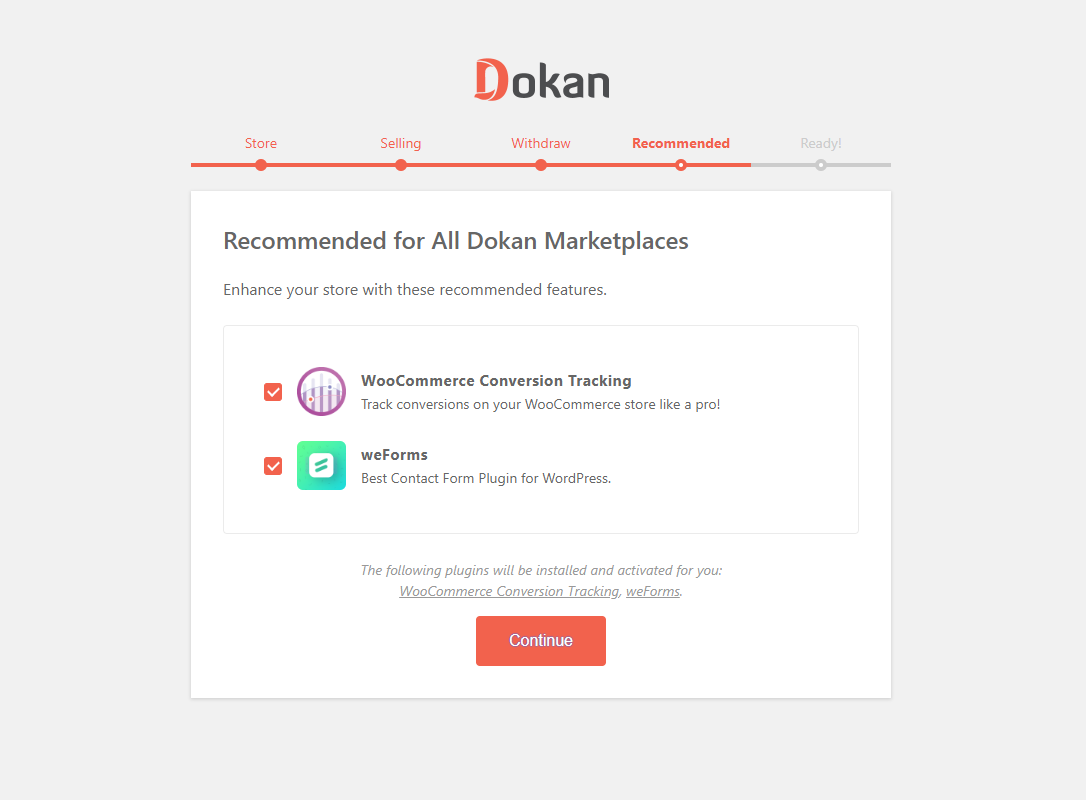 Dokan
Store Selling Withdraw Recommended Ready!
Recommended for All Dokan Marketplaces
Enhance your store with these recommended features.
WooCommerce Conversion Tracking
Track conversions on your WooCommerce store like a pro!
weForms
Best Contact Form Plugin for WordPress.
The following plugins will be installed and activated for you:
WooCommerce Conversion Tracking, weForms.
Continue